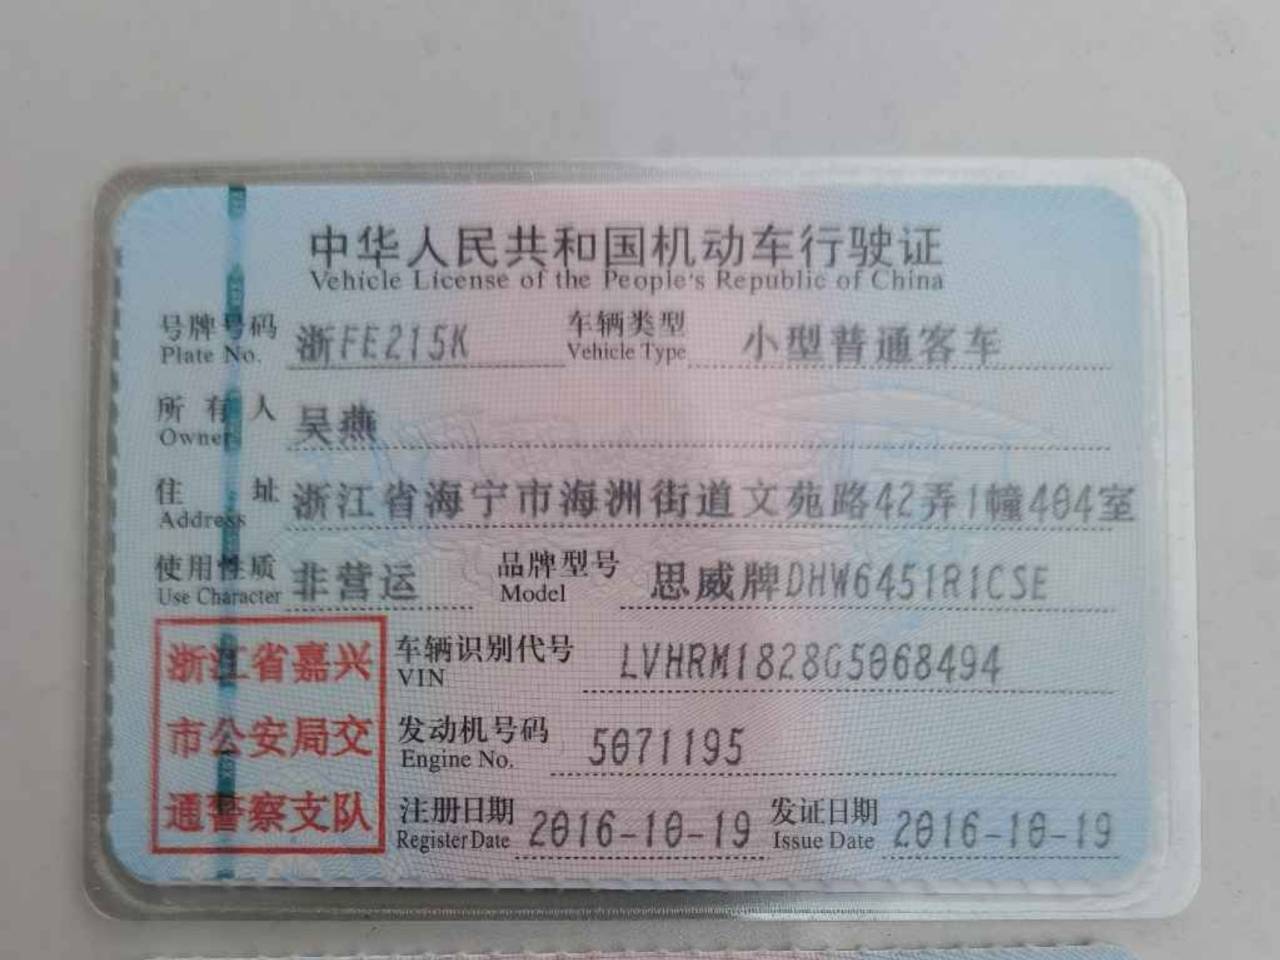 中华人民共和国机动车行驶证
Vehicle License of the People's Republic of China
号牌号码 浙FE215K 车辆类型 小型普通客车
Plate No. Vehicle Type
所有人 吴燕
Owner
住址 浙江省海宁市海洲街道文苑路42弄1幢404室
Address
使用性质 非营运 品牌型号 思威牌DHW6451R1CSE
Use Character Model
浙江省嘉兴
市公安局交
通警察支队
车辆识别代号 LVHRM1828G5068494
VIN
发动机号码 5071195
Engine No.
注册日期 2016-10-19 发证日期 2016-10-19
Register Date Issue Date